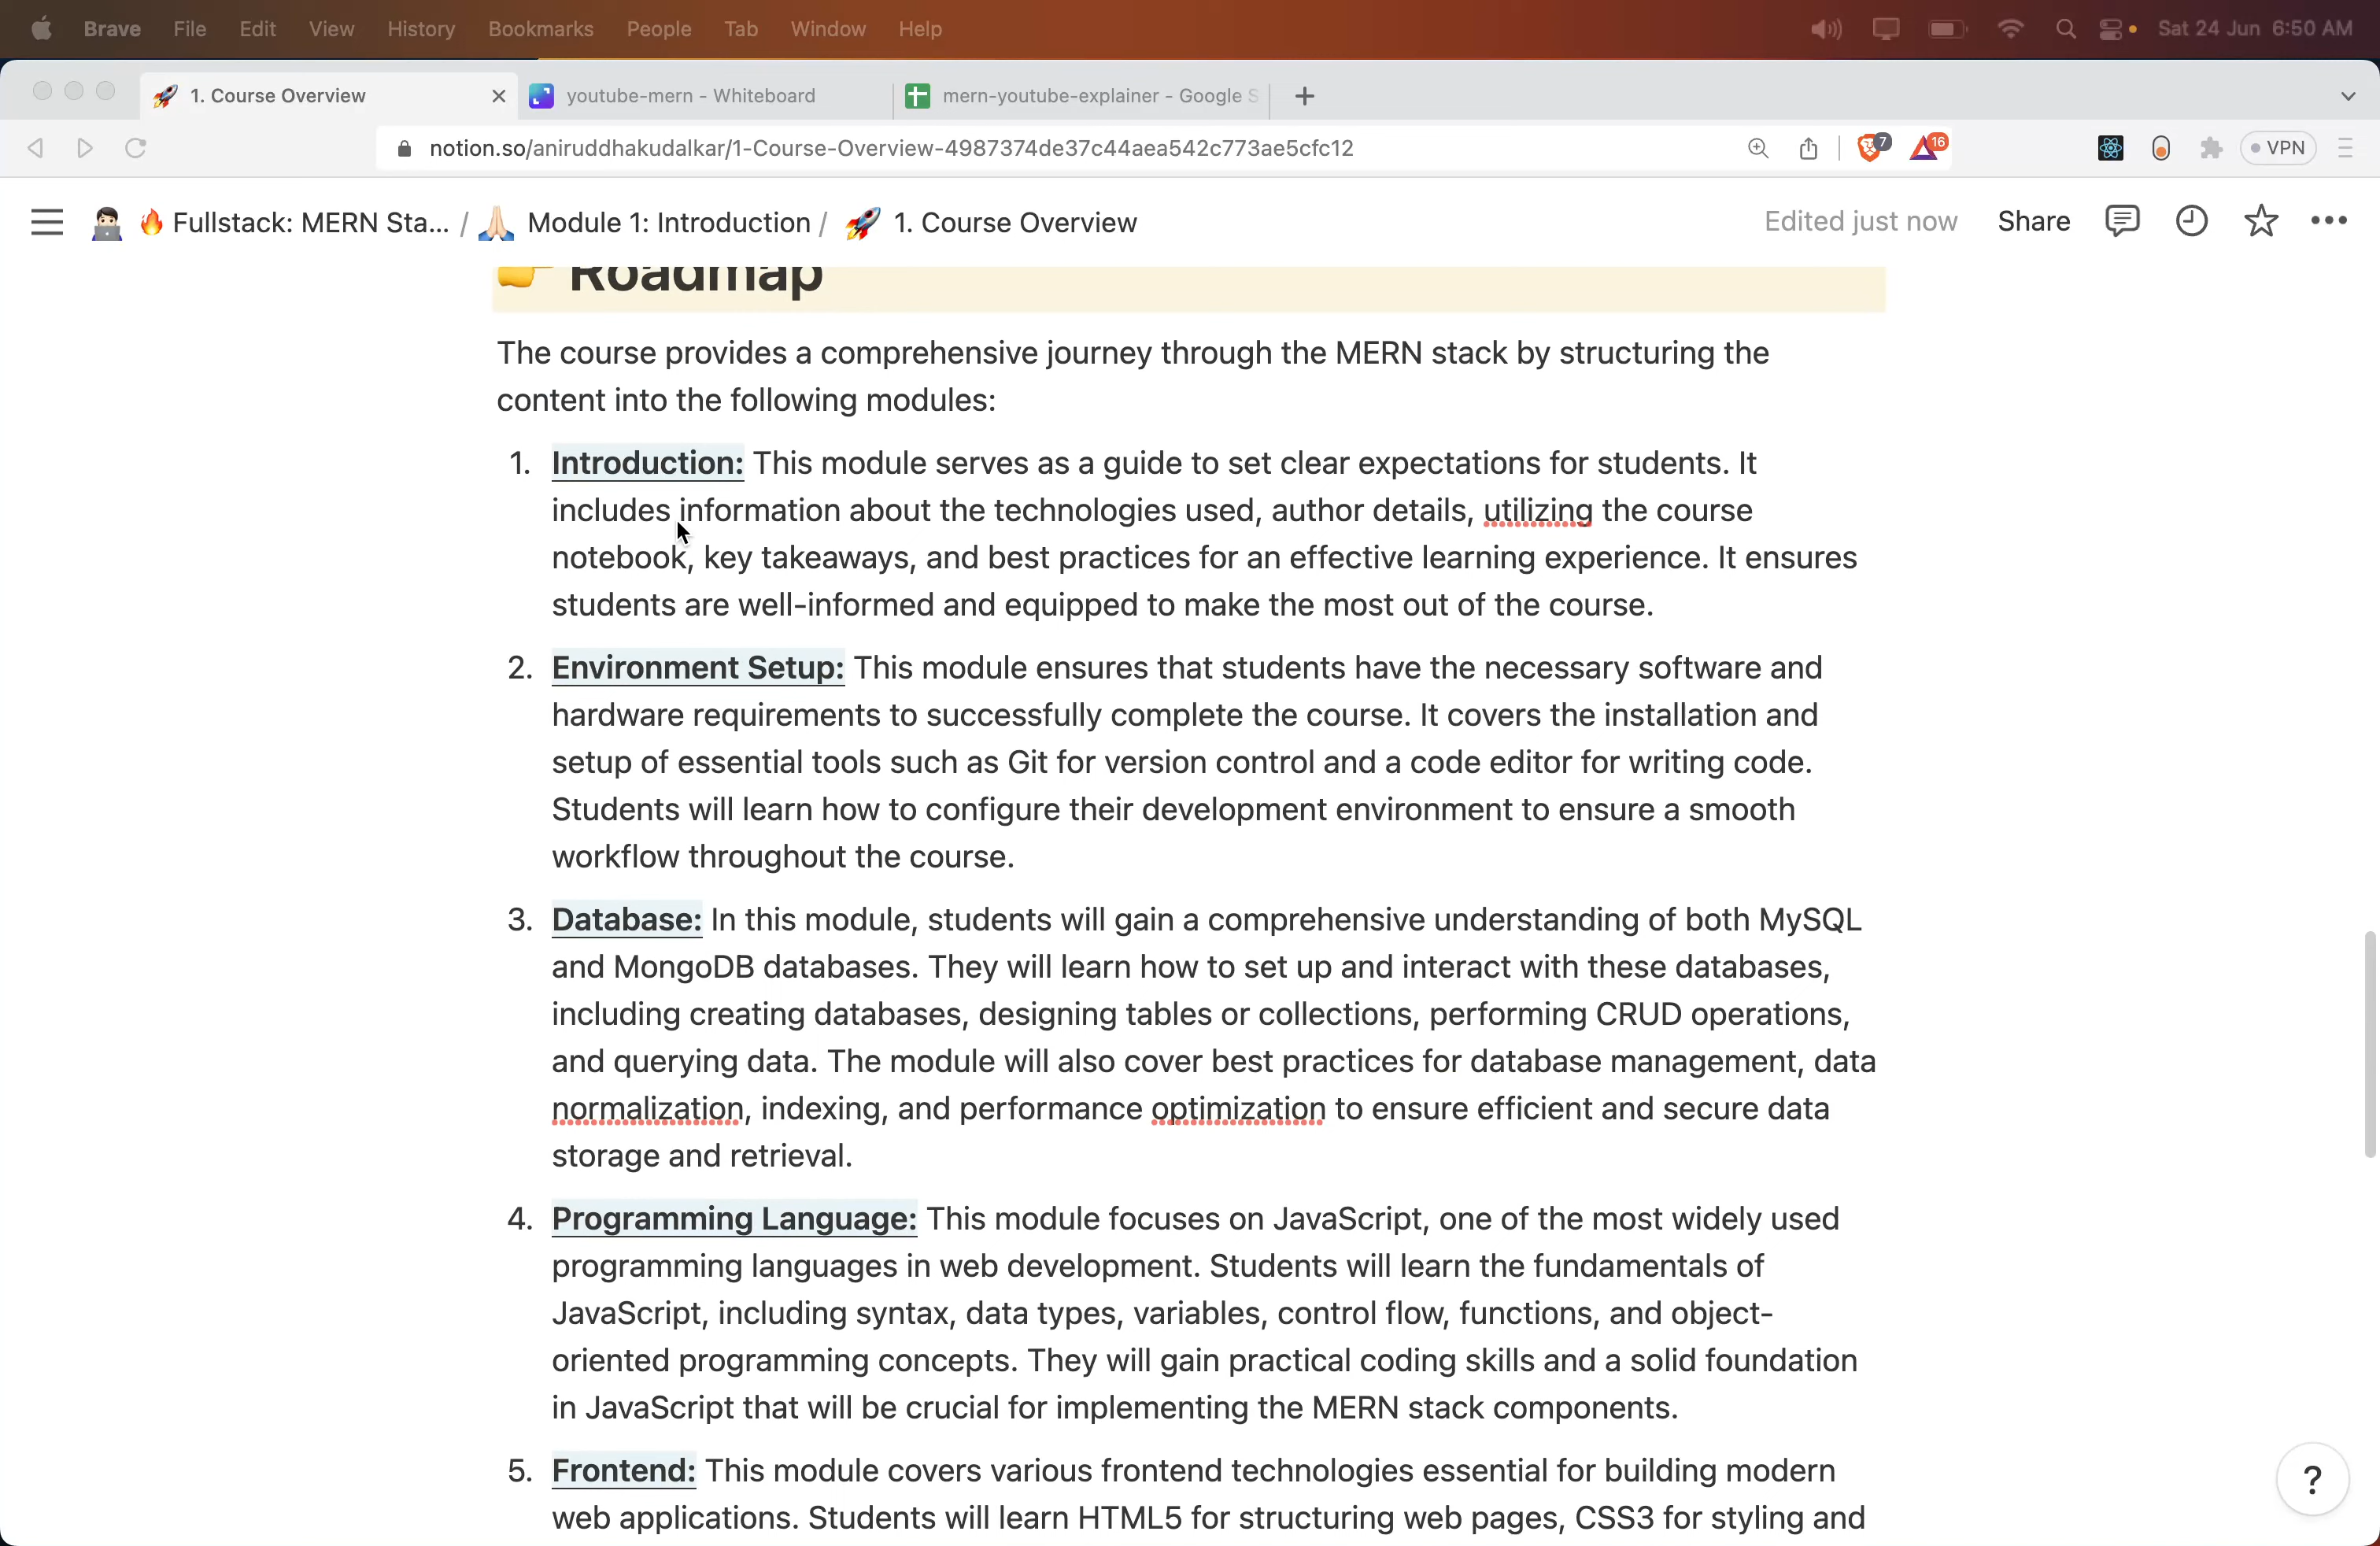 Brave File Edit View History Bookmarks People Tab Window Help Sat 24 Jun 6:50 AM
1. Course Overview youtube-mern - Whiteboard mern-youtube-explainer - Google S
notion.so/aniruddhakudalkar/1-Course-Overview-4987374de37c44aea542c773ae5cfc12 7 16 VPN
Fullstack: MERN Sta... / Module 1: Introduction / 1. Course Overview Edited just now Share
Roadmap
The course provides a comprehensive journey through the MERN stack by structuring the
content into the following modules:
1. Introduction: This module serves as a guide to set clear expectations for students. It
includes information about the technologies used, author details, utilizing the course
notebook, key takeaways, and best practices for an effective learning experience. It ensures
students are well-informed and equipped to make the most out of the course.
2. Environment Setup: This module ensures that students have the necessary software and
hardware requirements to successfully complete the course. It covers the installation and
setup of essential tools such as Git for version control and a code editor for writing code.
Students will learn how to configure their development environment to ensure a smooth
workflow throughout the course.
3. Database: In this module, students will gain a comprehensive understanding of both MySQL
and MongoDB databases. They will learn how to set up and interact with these databases,
including creating databases, designing tables or collections, performing CRUD operations,
and querying data. The module will also cover best practices for database management, data
normalization, indexing, and performance optimization to ensure efficient and secure data
storage and retrieval.
4. Programming Language: This module focuses on JavaScript, one of the most widely used
programming languages in web development. Students will learn the fundamentals of
JavaScript, including syntax, data types, variables, control flow, functions, and object-
oriented programming concepts. They will gain practical coding skills and a solid foundation
in JavaScript that will be crucial for implementing the MERN stack components.
5. Frontend: This module covers various frontend technologies essential for building modern
web applications. Students will learn HTML5 for structuring web pages, CSS3 for styling and
?